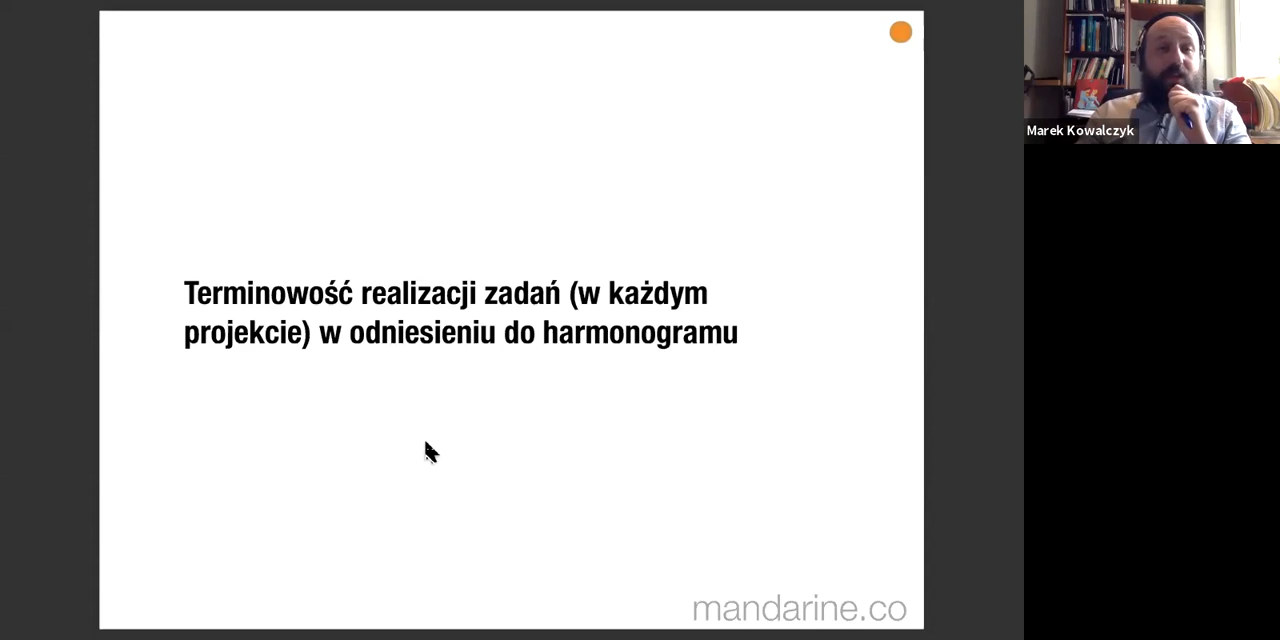 Terminowość realizacji zadań (w każdym
projekcie) w odniesieniu do harmonogramu
mandarine.co
Marek Kowalczyk